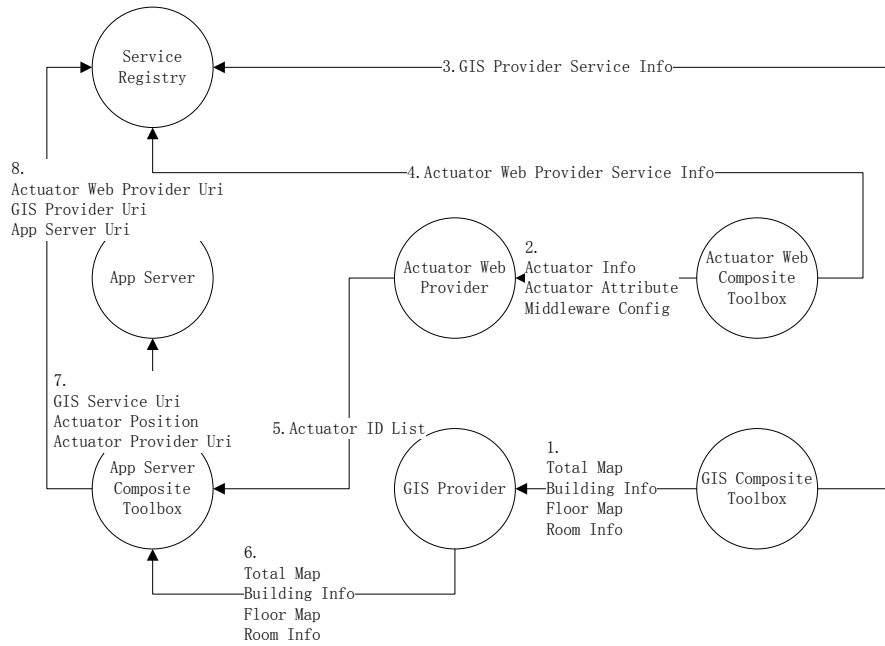 Service
Registry
3.GIS Provider Service Info
8.
Actuator Web Provider Uri
GIS Provider Uri
App Server Uri
4.Actuator Web Provider Service Info
App Server
Actuator Web
Provider
2.
Actuator Info
Actuator Attribute
Middleware Config
Actuator Web
Composite
Toolbox
7.
GIS Service Uri
Actuator Position
Actuator Provider Uri
5.Actuator ID List
App Server
Composite
Toolbox
GIS Provider
1.
Total Map
Building Info
Floor Map
Room Info
GIS Composite
Toolbox
6.
Total Map
Building Info
Floor Map
Room Info